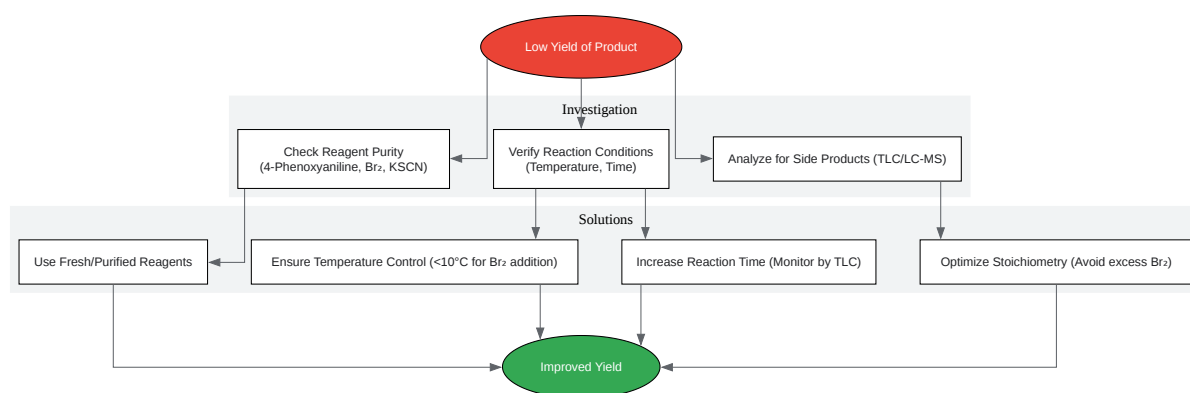 Low Yield of Product
Investigation
Check Reagent Purity
(4-Phenoxyaniline, Br₂, KSCN)
Verify Reaction Conditions
(Temperature, Time)
Analyze for Side Products (TLC/LC-MS)
Solutions
Use Fresh/Purified Reagents
Ensure Temperature Control (<10°C for Br₂ addition)
Increase Reaction Time (Monitor by TLC)
Optimize Stoichiometry (Avoid excess Br₂)
Improved Yield